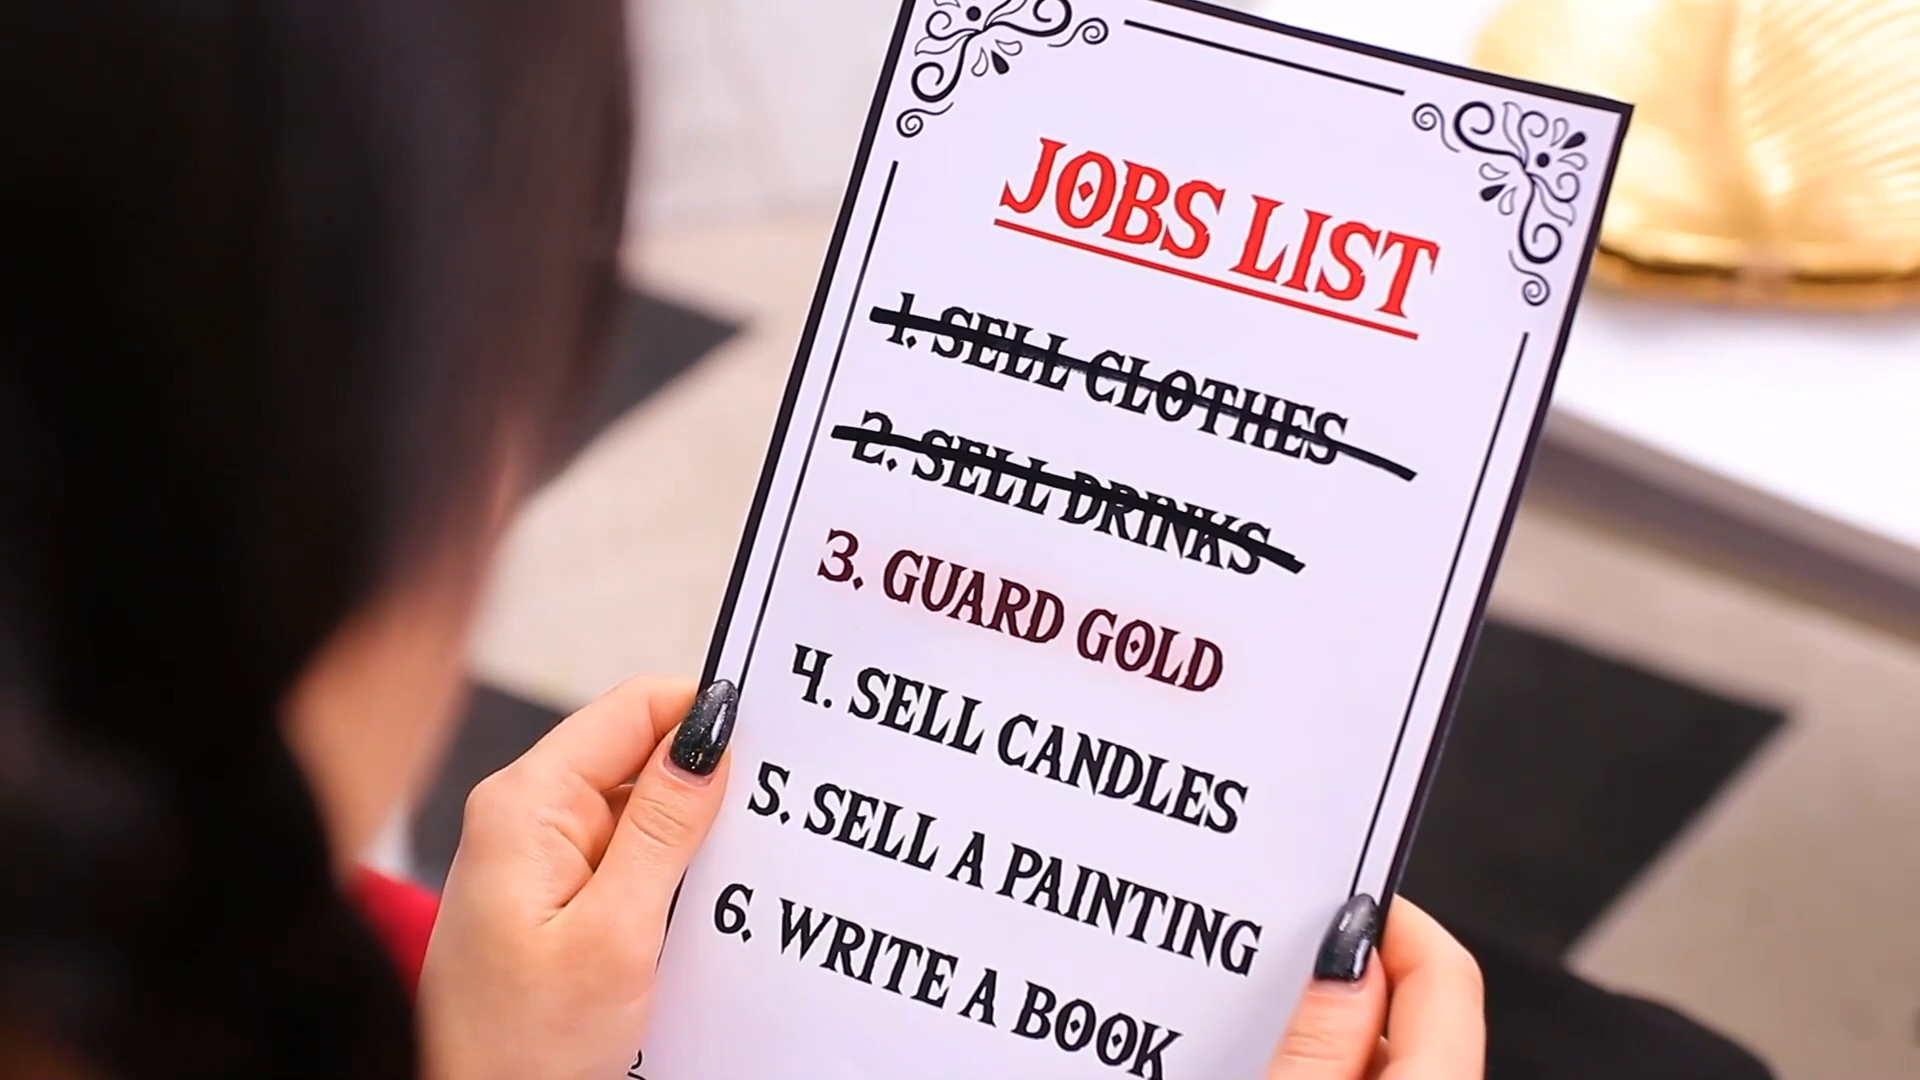 JOBS LIST
1. SELL CLOTHES
2. SELL DRINKS
3. GUARD GOLD
4. SELL CANDLES
5. SELL A PAINTING
6. WRITE A BOOK